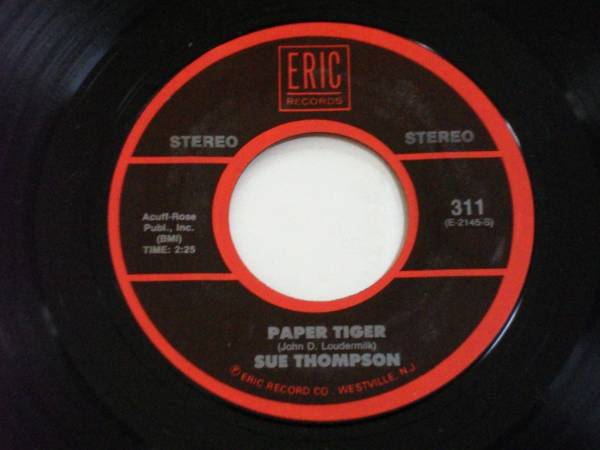 ERIC
RECORDS
STEREO
STEREO
Acuff-Rose
Publ., Inc.
(BMI)
TIME: 2:25
311
(E-2145-S)
PAPER TIGER
(John D. Loudermilk)
SUE THOMPSON
℗ ERIC RECORD CO. WESTVILLE, N.J.